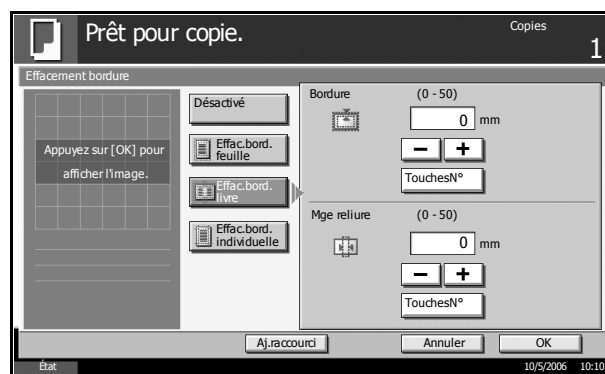 Prêt pour copie.
Copies
1
Effacement bordure
Appuyez sur [OK] pour
afficher l'image.
Désactivé
Effac.bord.
feuille
Effac.bord.
livre
Effac.bord.
individuelle
Bordure
(0 - 50)
0 mm
− +
TouchesN°
Mge reliure
(0 - 50)
0 mm
− +
TouchesN°
Aj.raccourci
Annuler
OK
État
10/5/2006 10:10